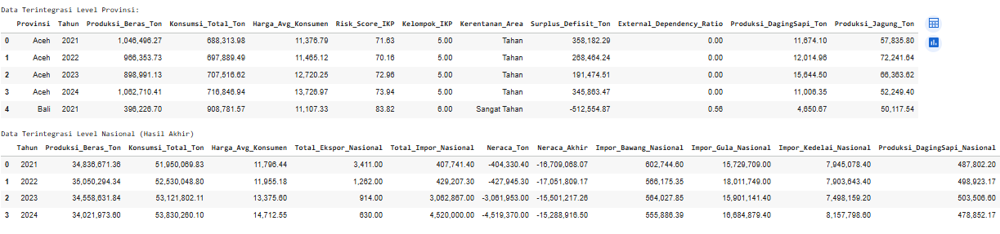 Data Terintegrasi Level Provinsi:
Provinsi Tahun Produksi_Beras_Ton Konsumsi_Total_Ton Harga_Avg_Konsumen Risk_Score_IKP Kelompok_IKP Kerentanan_Area Surplus_Defisit_Ton External_Dependency_Ratio Produksi_DagingSapi_Ton Produksi_Jagung_Ton
0 Aceh 2021 1,046,496.27 688,313.98 11,376.79 71.63 5.00 Tahan 358,182.29 0.00 11,674.10 57,835.80
1 Aceh 2022 966,353.73 697,889.49 11,465.12 70.16 5.00 Tahan 268,464.24 0.00 12,014.96 72,241.64
2 Aceh 2023 898,991.13 707,516.62 12,720.25 72.96 5.00 Tahan 191,474.51 0.00 15,644.50 66,363.62
3 Aceh 2024 1,062,710.41 716,846.94 13,726.97 73.94 5.00 Tahan 345,863.47 0.00 11,006.35 52,249.40
4 Bali 2021 396,226.70 908,781.57 11,107.33 83.82 6.00 Sangat Tahan -512,554.87 0.56 4,650.67 50,117.54
Data Terintegrasi Level Nasional (Hasil Akhir)
Tahun Produksi_Beras_Ton Konsumsi_Total_Ton Harga_Avg_Konsumen Total_Ekspor_Nasional Total_Impor_Nasional Neraca_Ton Neraca_Akhir Impor_Bawang_Nasional Impor_Gula_Nasional Impor_Kedelai_Nasional Produksi_DagingSapi_Nasional
0 2021 34,836,671.36 51,950,069.83 11,796.44 3,411.00 407,741.40 -404,330.40 -16,709,068.07 602,744.60 15,729,709.00 7,945,078.40 487,802.20
1 2022 35,050,294.34 52,530,048.80 11,955.18 1,262.00 429,207.30 -427,945.30 -17,051,809.17 566,175.35 18,011,749.00 7,903,643.40 498,923.17
2 2023 34,558,631.84 53,121,802.11 13,375.60 914.00 3,062,867.00 -3,061,953.00 -15,501,217.26 564,027.85 15,901,141.40 7,498,159.20 503,506.60
3 2024 34,021,973.60 53,830,260.10 14,712.55 630.00 4,520,000.00 -4,519,370.00 -15,288,916.50 555,886.39 16,684,879.40 8,157,798.60 478,852.17